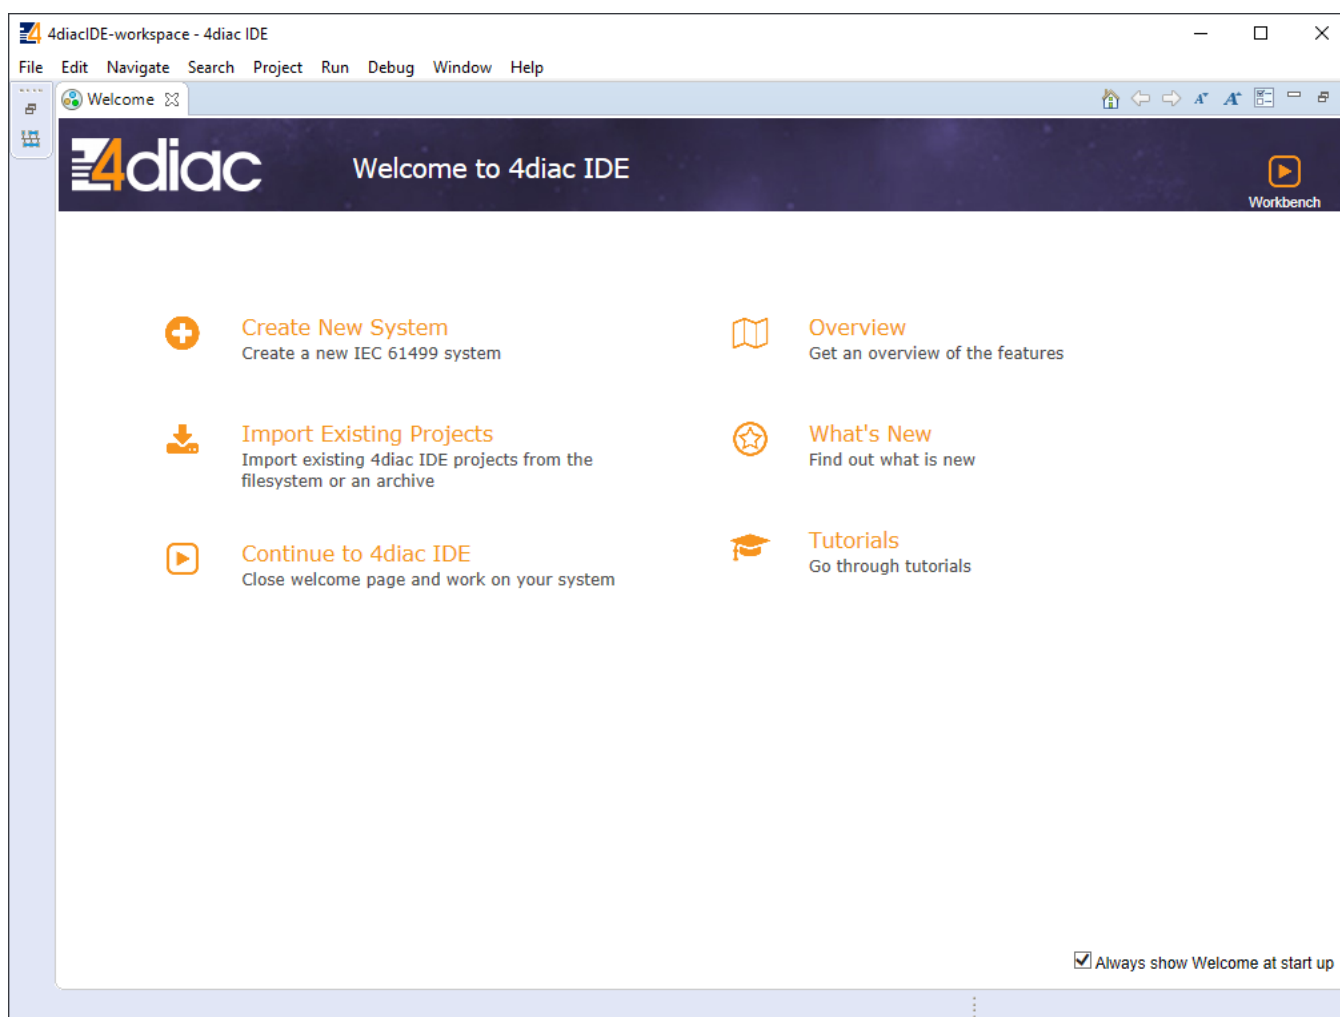 4diacIDE-workspace - 4diac IDE
File Edit Navigate Search Project Run Debug Window Help
Welcome
4diac
Welcome to 4diac IDE
Workbench
Create New System
Create a new IEC 61499 system
Overview
Get an overview of the features
Import Existing Projects
Import existing 4diac IDE projects from the
filesystem or an archive
What's New
Find out what is new
Continue to 4diac IDE
Close welcome page and work on your system
Tutorials
Go through tutorials
Always show Welcome at start up